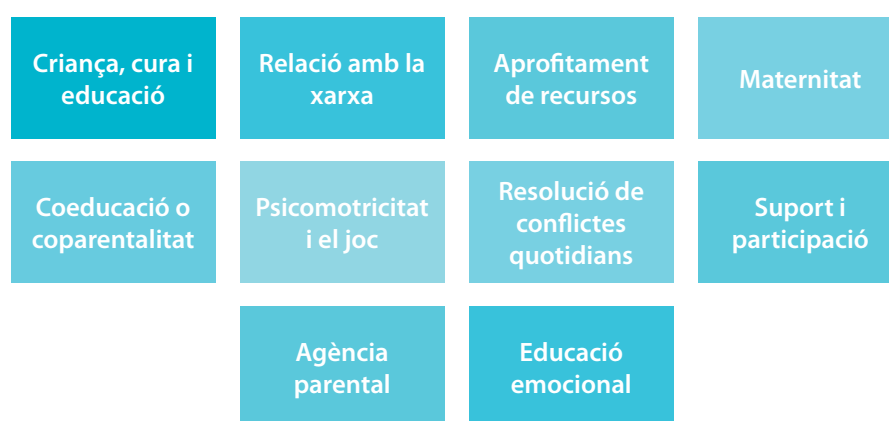 Criança, cura i
educació
Relació amb la
xarxa
Aprofitament
de recursos
Maternitat
Coeducació o
coparentalitat
Psicomotricitat
i el joc
Resolució de
conflictes
quotidians
Suport i
participació
Agència
parental
Educació
emocional